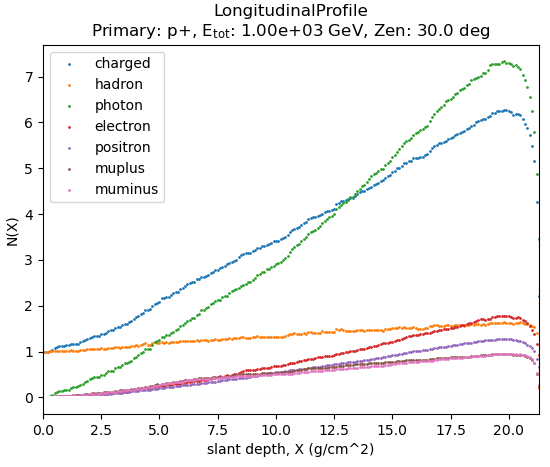 LongitudinalProfile
Primary: p+, E_tot: 1.00e+03 GeV, Zen: 30.0 deg
charged
hadron
photon
electron
positron
muplus
muminus
N(X)
7
6
5
4
3
2
1
0
0.0 2.5 5.0 7.5 10.0 12.5 15.0 17.5 20.0
slant depth, X (g/cm^2)